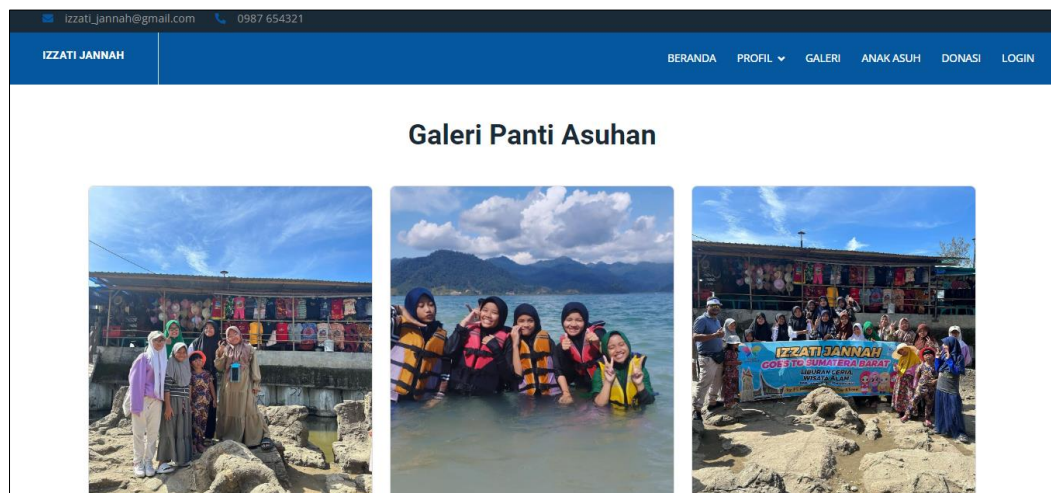 izzati_jannah@gmail.com 0987 654321
IZZATI JANNAH BERANDA PROFIL GALERI ANAK ASUH DONASI LOGIN
Galeri Panti Asuhan
IZZATI JANNAH
GOES TO SUMATERA BARAT
LIBURAN CERIA
WISATA ALAM